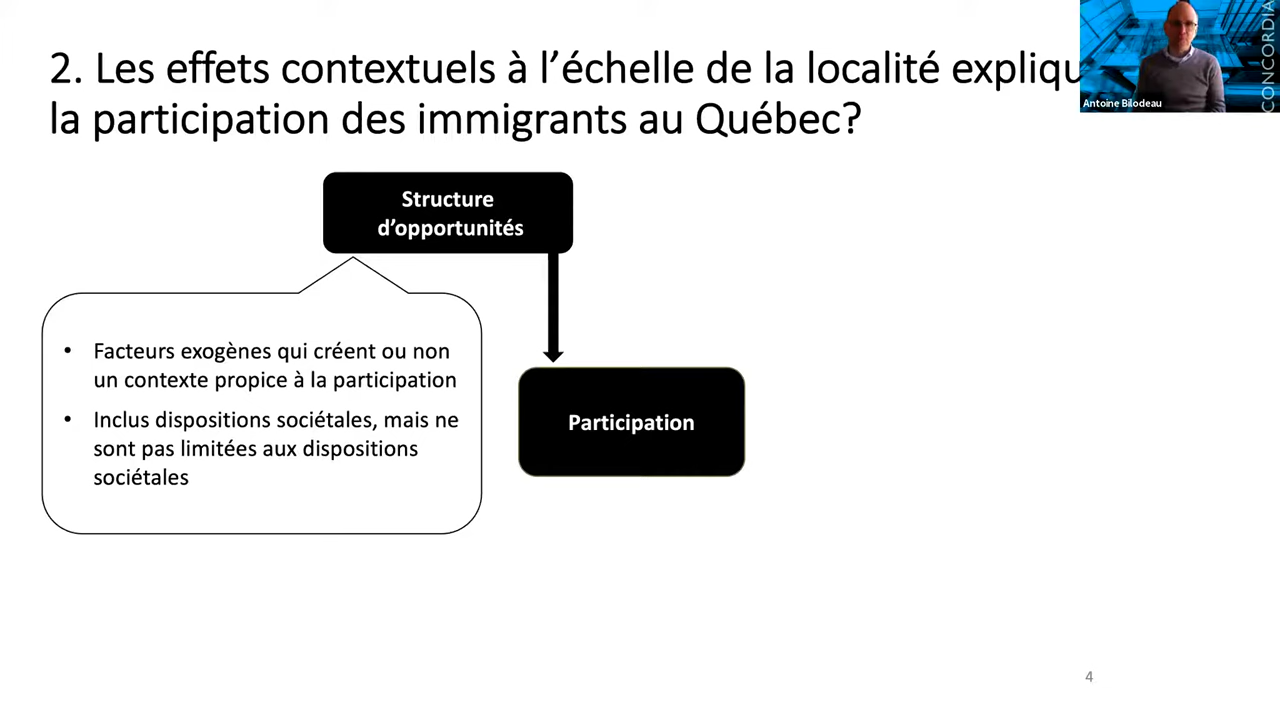 2. Les effets contextuels à l’échelle de la localité
la participation des immigrants au Québec?
Structure
d’opportunités
• Facteurs exogènes qui créent ou non
un contexte propice à la participation
• Inclus dispositions sociétales, mais ne
sont pas limitées aux dispositions
sociétales
Participation
Antoine Bilodeau
CONCORDIA
4